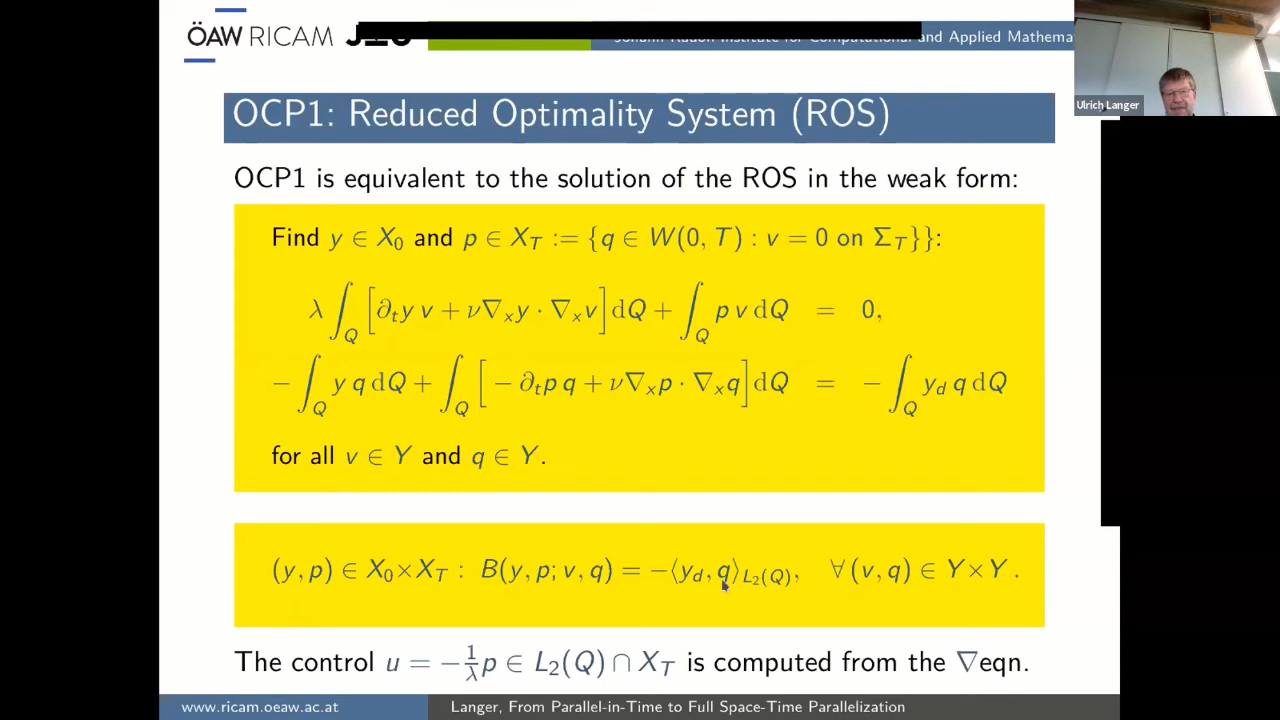 ÖAW RICAM
Johann Radon Institute for Computational and Applied Mathema
Ulrich Langer
OCP1: Reduced Optimality System (ROS)
OCP1 is equivalent to the solution of the ROS in the weak form:
Find y ∈ X₀ and p ∈ X_T := {q ∈ W(0, T) : v = 0 on Σ_T}}:
λ ∫_Q [∂_t y v + ν∇_x y · ∇_x v] dQ + ∫_Q p v dQ = 0,
− ∫_Q y q dQ + ∫_Q [ − ∂_t p q + ν∇_x p · ∇_x q] dQ = − ∫_Q y_d q dQ
for all v ∈ Y and q ∈ Y.
(y, p) ∈ X₀×X_T : B(y, p; v, q) = −⟨y_d, q⟩_{L₂(Q)}, ∀ (v, q) ∈ Y×Y .
The control u = −\frac{1}{λ}p ∈ L₂(Q) ∩ X_T is computed from the ∇eqn.
www.ricam.oeaw.ac.at
Langer, From Parallel-in-Time to Full Space-Time Parallelization